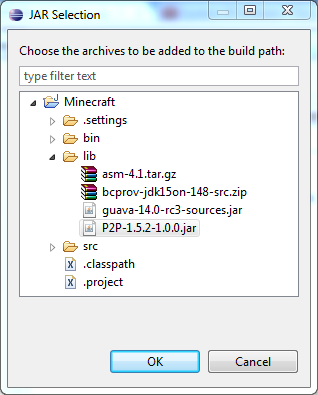 JAR Selection
Choose the archives to be added to the build path:
type filter text
Minecraft
.settings
bin
lib
asm-4.1.tar.gz
bcprov-jdk15on-148-src.zip
guava-14.0-rc3-sources.jar
P2P-1.5.2-1.0.0.jar
src
.classpath
.project
OK
Cancel